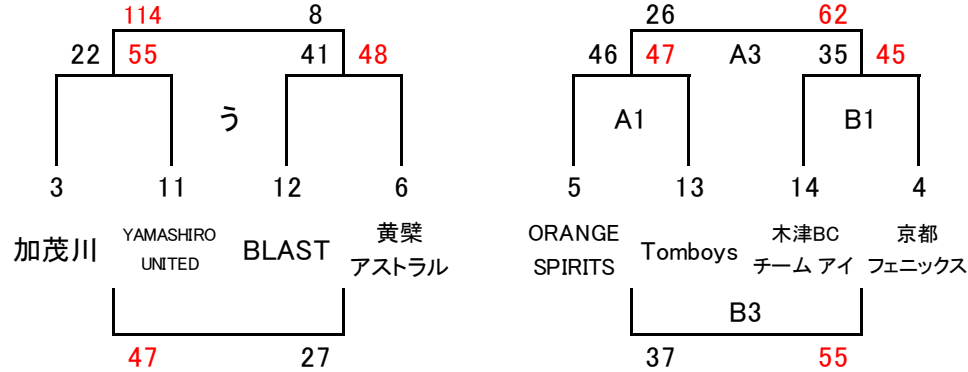 114 8 26 62
22 55 41 48 46 47 A3 35 45
う A1 B1
3 11 12 6 5 13 14 4
加茂川 YAMASHIRO UNITED BLAST 黄檗 アストラル ORANGE SPIRITS Tomboys 木津BC チーム アイ 京都 フェニックス
B3
47 27 37 55